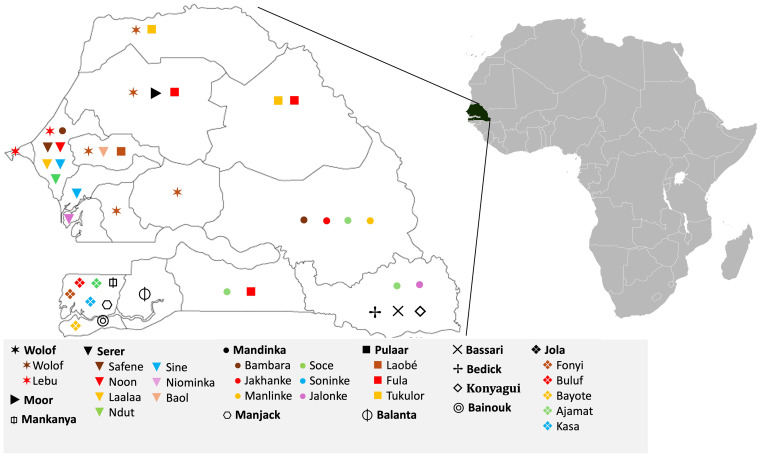 Wolof
Wolof
Lebu
Moor
Mankanya
Serer
Safene
Noon
Laalaa
Ndut
Sine
Niominka
Baol
Mandinka
Bambara
Jakhanke
Manlinke
Soce
Soninke
Jalonke
Manjack
Pulaar
Laobé
Fula
Tukulor
Balanta
Bassari
Bedick
Konyagui
Bainouk
Jola
Fonyi
Buluf
Bayote
Ajamat
Kasa